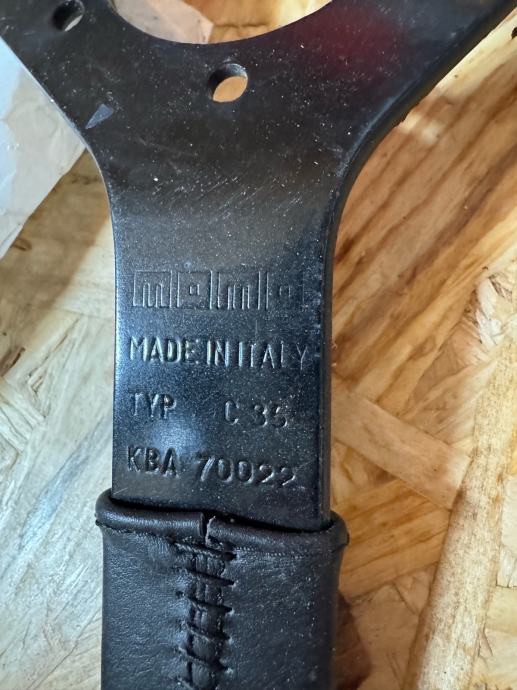 momo
MADE IN ITALY
TYP C 35
KBA 70022